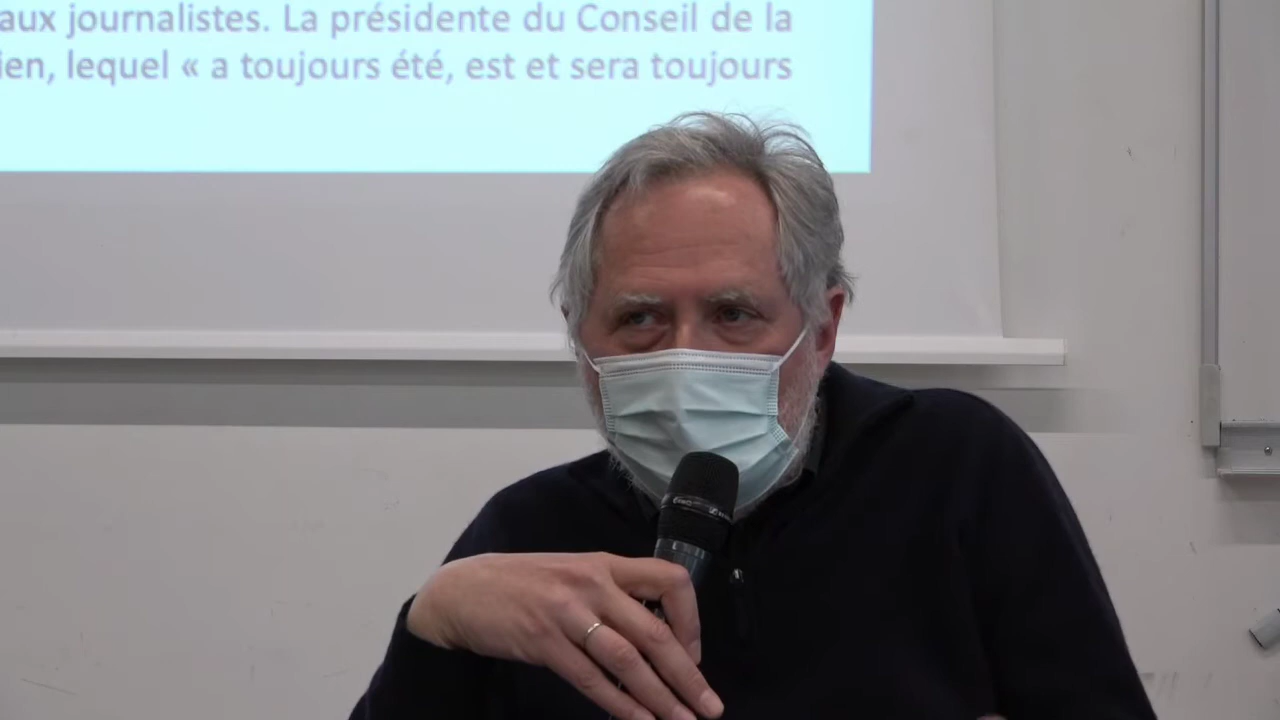 aux journalistes. La présidente du Conseil de la
ien, lequel « a toujours été, est et sera toujours